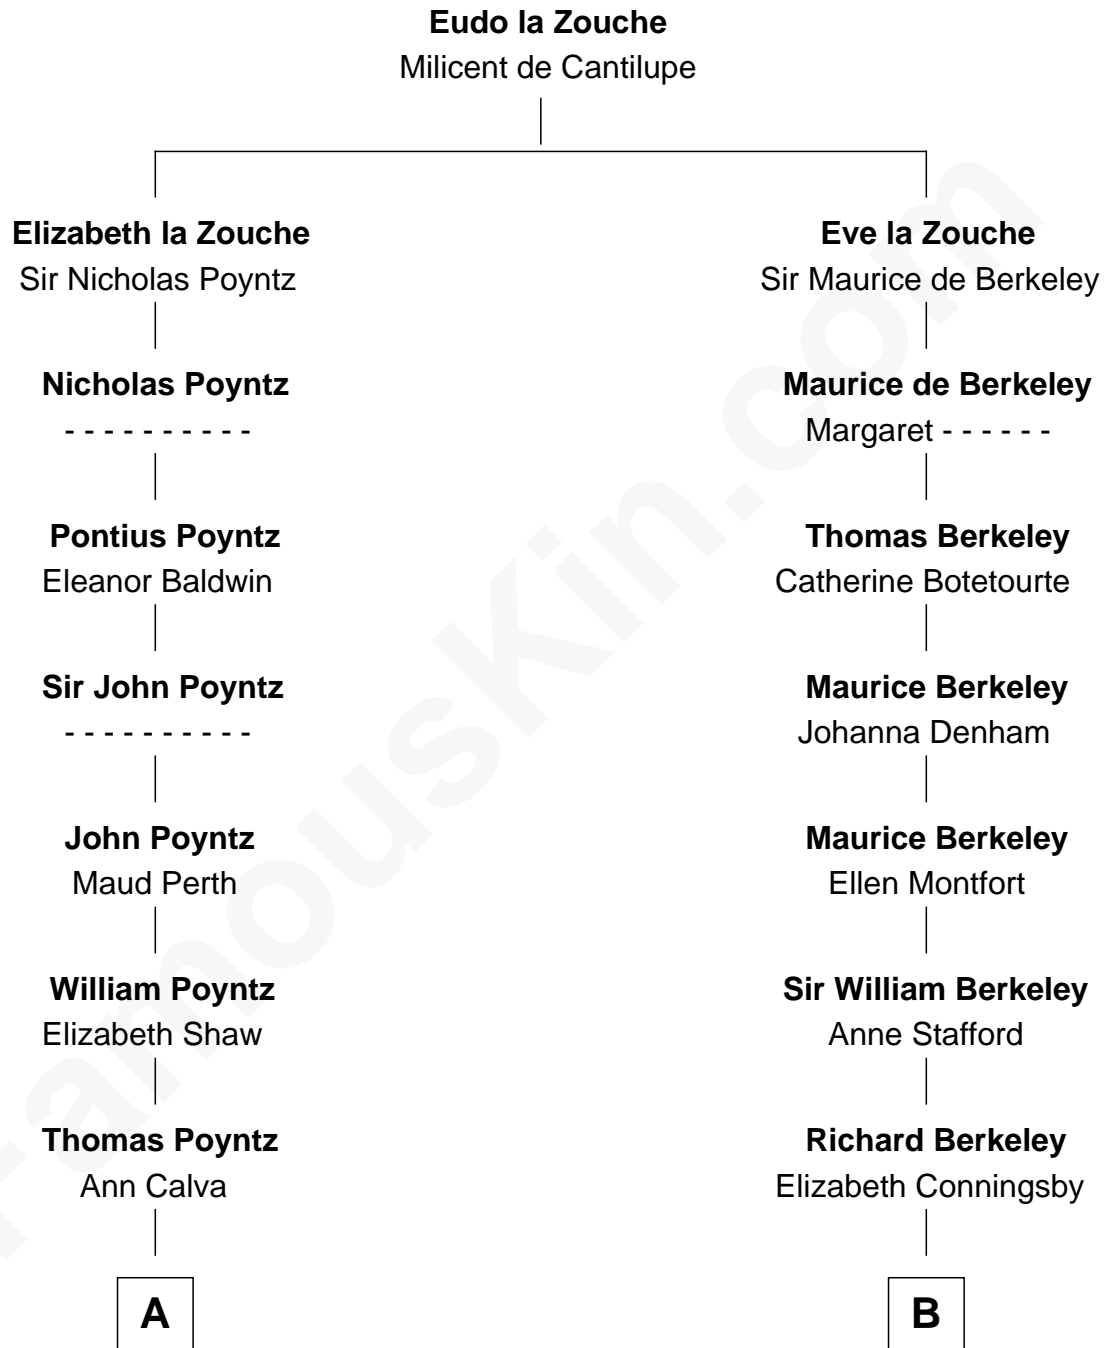 Eudo la Zouche
Milicent de Cantilupe
Elizabeth la Zouche
Sir Nicholas Poyntz
Eve la Zouche
Sir Maurice de Berkeley
Nicholas Poyntz
- - - - - - - - - -
Maurice de Berkeley
Margaret - - - - - -
Pontius Poyntz
Eleanor Baldwin
Thomas Berkeley
Catherine Botetourte
Sir John Poyntz
- - - - - - - - - -
Maurice Berkeley
Johanna Denham
John Poyntz
Maud Perth
Maurice Berkeley
Ellen Montfort
William Poyntz
Elizabeth Shaw
Sir William Berkeley
Anne Stafford
Thomas Poyntz
Ann Calva
Richard Berkeley
Elizabeth Conningsby
A
B
FamousKin.com